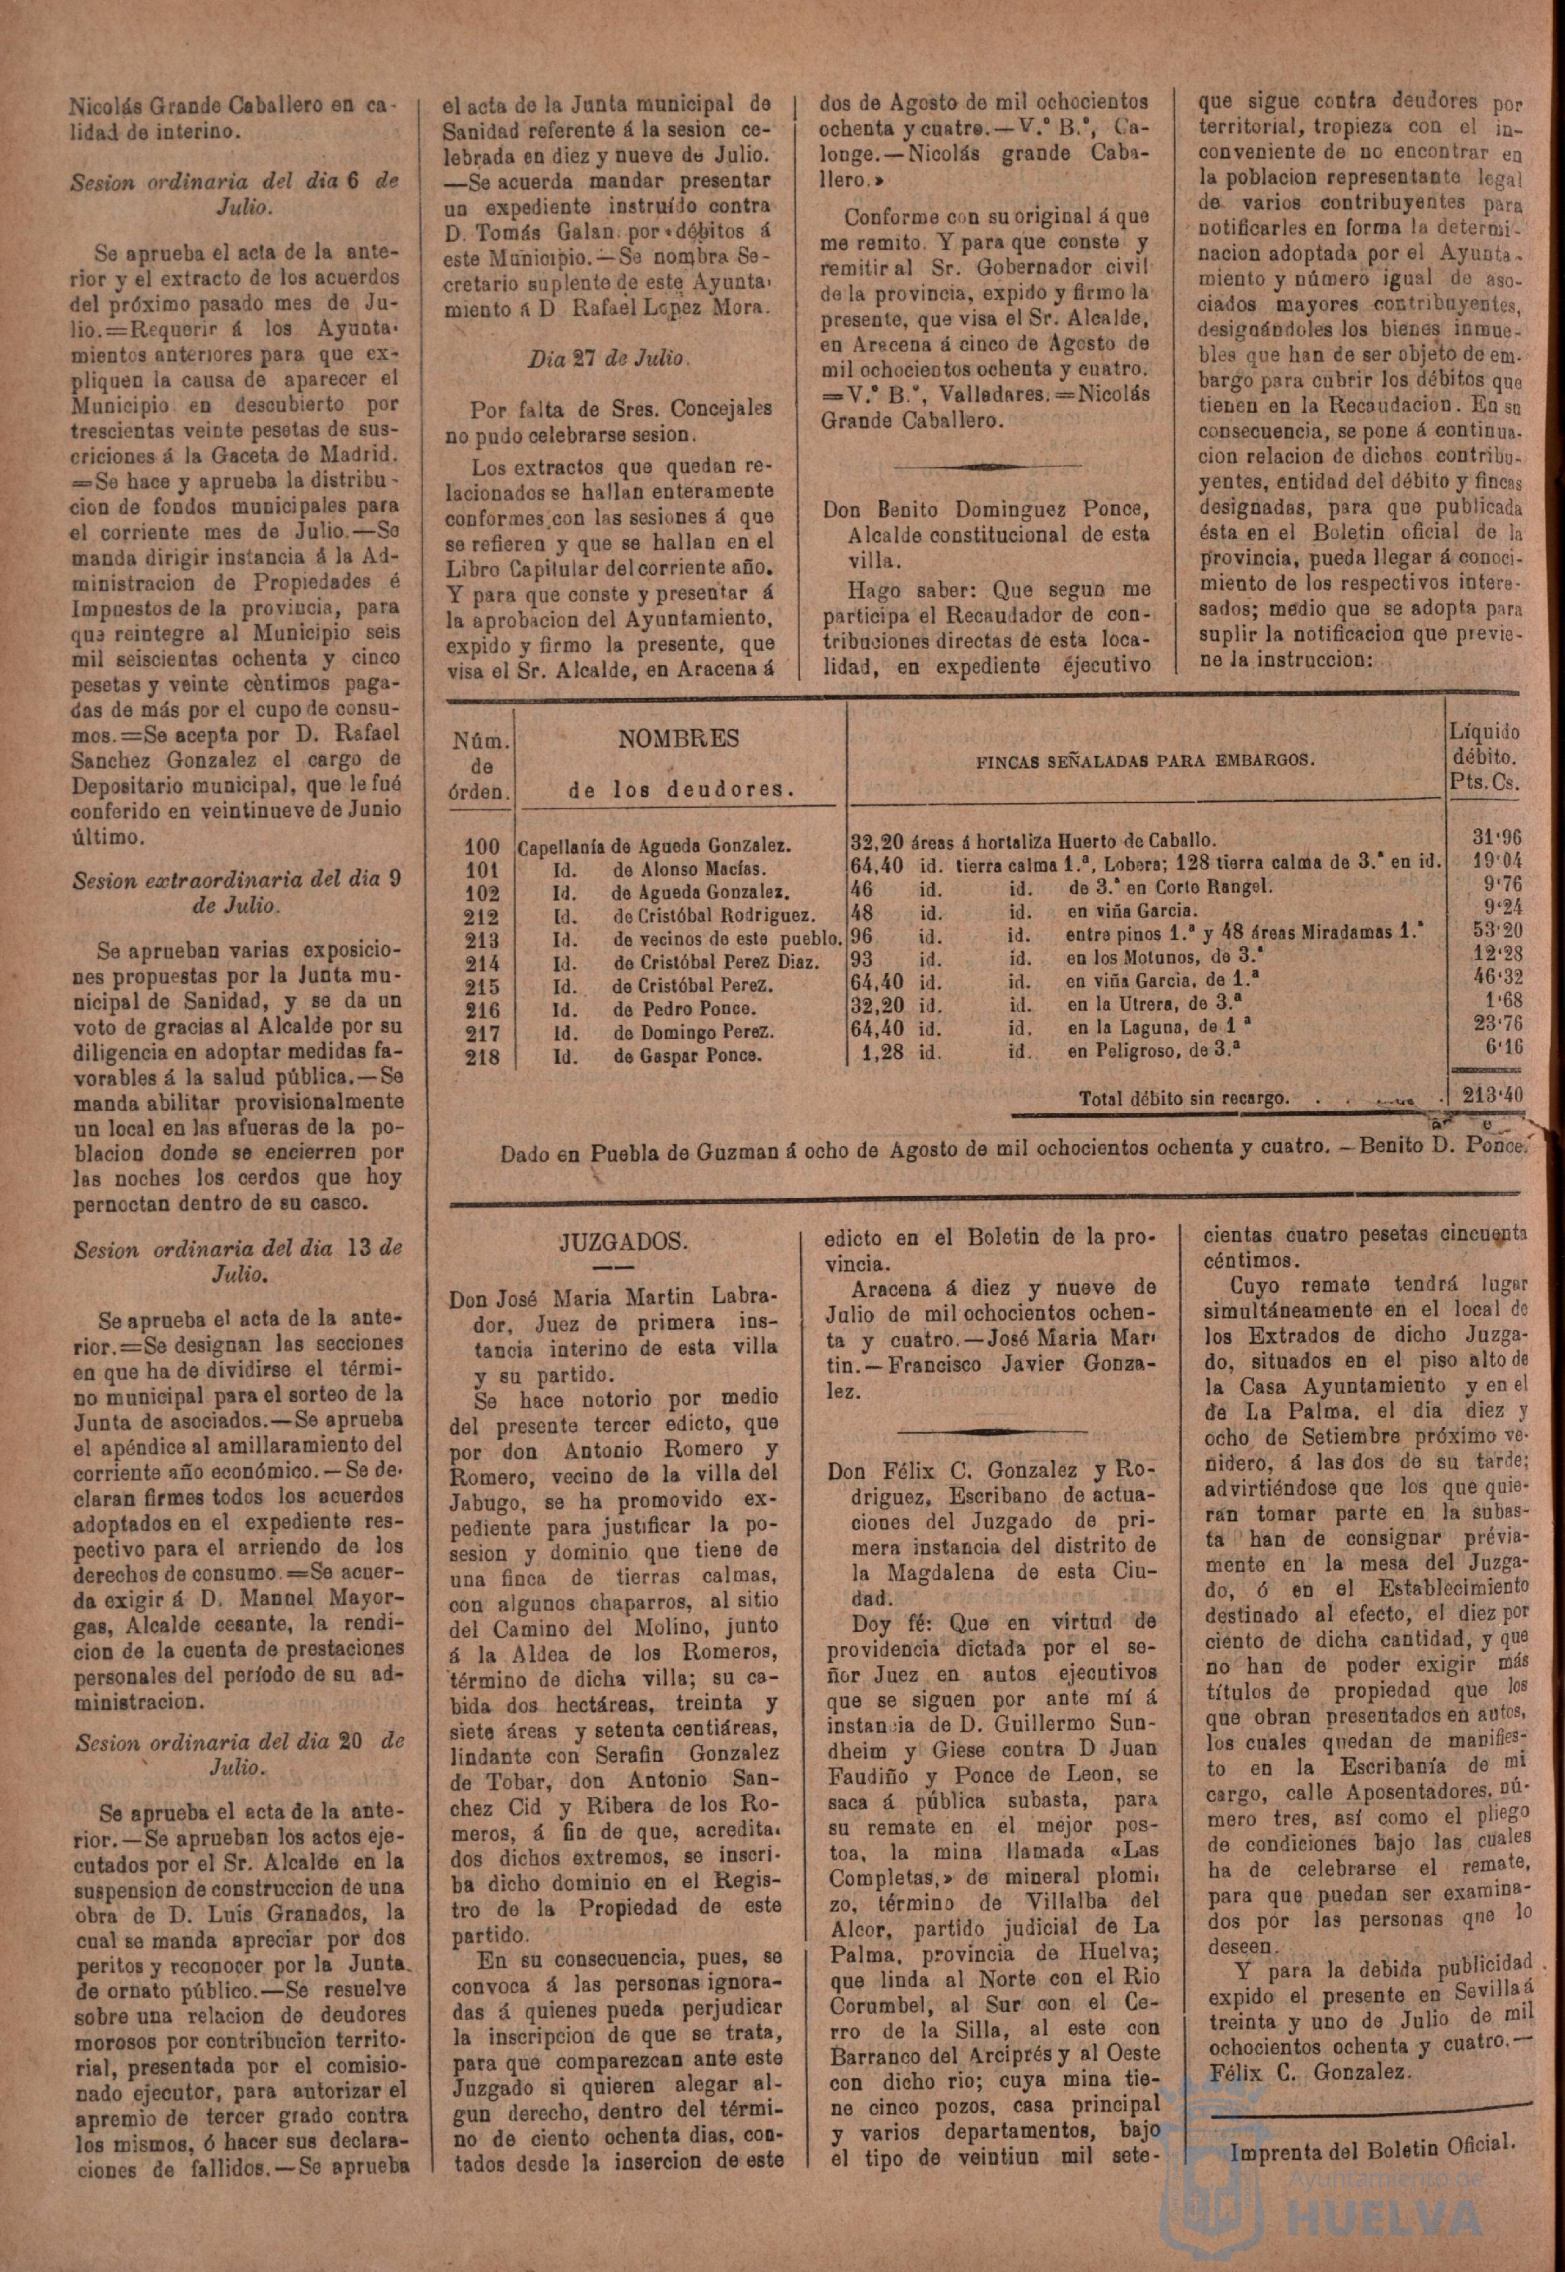 Nicolás Grande Caballero en ca-
lidad de interino.
Sesion ordinaria del dia 6 de
Julio.
Se aprueba el acta de la ante-
rior y el extracto de los acuerdos
del próximo pasado mes de Ju-
lio.=Requerir á los Ayunta-
mientos anteriores para que ex-
pliquen la causa de aparecer el
Municipio en descubierto por
trescientas veinte pesetas de sus-
criciones á la Gaceta de Madrid.
=Se hace y aprueba la distribu-
cion de fondos municipales para
el corriente mes de Julio.—Se
manda dirigir instancia á la Ad-
ministracion de Propiedades é
Impuestos de la provincia, para
que reintegre al Municipio seis
mil seiscientas ochenta y cinco
pesetas y veinte cèntimos paga-
das de más por el cupo de consu-
mos.=Se acepta por D. Rafael
Sanchez Gonzalez el cargo de
Depositario municipal, que le fué
conferido en veintinueve de Junio
último.
Sesion extraordinaria del dia 9
de Julio.
Se aprueban varias exposicio-
nes propuestas por la Junta mu-
nicipal de Sanidad, y se da un
voto de gracias al Alcalde por su
diligencia en adoptar medidas fa-
vorables á la salud pública.—Se
manda abilitar provisionalmente
un local en las afueras de la po-
blacion donde se encierren por
las noches los cerdos que hoy
pernoctan dentro de su casco.
Sesion ordinaria del dia 13 de
Julio.
Se aprueba el acta de la ante-
rior.=Se designan las secciones
en que ha de dividirse el térmi-
no municipal para el sorteo de la
Junta de asociados.—Se aprueba
el apéndice al amillaramiento del
corriente año económico.—Se de-
claran firmes todos los acuerdos
adoptados en el expediente res-
pectivo para el arriendo de los
derechos de consumo.=Se acuer-
da exigir á D. Manuel Mayor-
gas, Alcalde cesante, la rendi-
cion de la cuenta de prestaciones
personales del período de su ad-
ministracion.
Sesion ordinaria del dia 20 de
Julio.
Se aprueba el acta de la ante-
rior.—Se aprueban los actos eje-
cutados por el Sr. Alcalde en la
suspension de construccion de una
obra de D. Luis Granados, la
cual se manda apreciar por dos
peritos y reconocer por la Junta
de ornato público.—Se resuelve
sobre una relacion de deudores
morosos por contribucion territo-
rial, presentada por el comisio-
nado ejecutor, para autorizar el
apremio de tercer grado contra
los mismos, ó hacer sus declara-
ciones de fallidos.—Se aprueba
el acta de la Junta municipal de
Sanidad referente á la sesion ce-
lebrada en diez y nueve de Julio.
—Se acuerda mandar presentar
un expediente instruido contra
D. Tomás Galan por débitos á
este Municipio.—Se nombra Se-
cretario suplente de este Ayunta-
miento á D Rafael Lopez Mora.
Dia 27 de Julio.
Por falta de Sres. Concejales
no pudo celebrarse sesion.
Los extractos que quedan re-
lacionados se hallan enteramente
conformes con las sesiones á que
se refieren y que se hallan en el
Libro Capitular del corriente año.
Y para que conste y presentar á
la aprobacion del Ayuntamiento,
expido y firmo la presente, que
visa el Sr. Alcalde, en Aracena á
dos de Agosto de mil ochocientos
ochenta y cuatro.—V.° B.°, Ca-
longe.—Nicolás grande Caba-
llero.»
Conforme con su original á que
me remito. Y para que conste y
remitir al Sr. Gobernador civil
de la provincia, expido y firmo la
presente, que visa el Sr. Alcalde,
en Aracena á cinco de Agosto de
mil ochocientos ochenta y cuatro.
=V.° B.°, Valladares.=Nicolás
Grande Caballero.
Don Benito Dominguez Ponce,
Alcalde constitucional de esta
villa.
Hago saber: Que segun me
participa el Recaudador de con-
tribuciones directas de esta loca-
lidad, en expediente éjecutivo
que sigue contra deudores por
territorial, tropieza con el in-
conveniente de no encontrar en
la poblacion representante legal
de varios contribuyentes para
notificarles en forma la determi-
nacion adoptada por el Ayunta-
miento y número igual de aso-
ciados mayores contribuyentes,
designándoles los bienes inmue-
bles que han de ser objeto de em-
bargo para cubrir los débitos que
tienen en la Recaudacion. En su
consecuencia, se pone á continua-
cion relacion de dichos contribu-
yentes, entidad del débito y fincas
designadas, para que publicada
ésta en el Boletin oficial de la
provincia, pueda llegar á conoci-
miento de los respectivos intere-
sados; medio que se adopta para
suplir la notificacion que previe-
ne la instruccion:
Núm. de órden. NOMBRES de los deudores. FINCAS SEÑALADAS PARA EMBARGOS. Líquido débito. Pts. Cs.
100 Capellanía de Agueda Gonzalez. 32,20 áreas á hortaliza Huerto de Caballo. 31'96
101 Id. de Alonso Macías. 64,40 id. tierra calma 1.ª, Lobera; 128 tierra calma de 3.ª en id. 19'04
102 Id. de Agueda Gonzalez. 46 id. id. de 3.ª en Corte Rangel. 9'76
212 Id. de Cristóbal Rodriguez. 48 id. id. en viña Garcia. 9'24
213 Id. de vecinos de este pueblo. 96 id. id. entre pinos 1.ª y 48 áreas Miradamas 1.ª 53'20
214 Id. de Cristóbal Perez Diaz. 93 id. id. en los Motunos, de 3.ª 12'28
215 Id. de Cristóbal Perez. 64,40 id. id. en viña Garcia, de 1.ª 46'32
216 Id. de Pedro Ponce. 32,20 id. id. en la Utrera, de 3.ª 1'68
217 Id. de Domingo Perez. 64,40 id. id. en la Laguna, de 1ª 23'76
218 Id. de Gaspar Ponce. 1,28 id. id. en Peligroso, de 3.ª 6'16
Total débito sin recargo. . . . 213'40
Dado en Puebla de Guzman á ocho de Agosto de mil ochocientos ochenta y cuatro.—Benito D. Ponce.
JUZGADOS.
Don José Maria Martin Labra-
dor, Juez de primera ins-
tancia interino de esta villa
y su partido.
Se hace notorio por medio
del presente tercer edicto, que
por don Antonio Romero y
Romero, vecino de la villa del
Jabugo, se ha promovido ex-
pediente para justificar la po-
sesion y dominio que tiene de
una finca de tierras calmas,
con algunos chaparros, al sitio
del Camino del Molino, junto
á la Aldea de los Romeros,
término de dicha villa; su ca-
bida dos hectáreas, treinta y
siete áreas y setenta centiáreas,
lindante con Serafin Gonzalez
de Tobar, don Antonio San-
chez Cid y Ribera de los Ro-
meros, á fin de que, acredita-
dos dichos extremos, se inscri-
ba dicho dominio en el Regis-
tro de la Propiedad de este
partido.
En su consecuencia, pues, se
convoca á las personas ignora-
das á quienes pueda perjudicar
la inscripcion de que se trata,
para que comparezcan ante este
Juzgado si quieren alegar al-
gun derecho, dentro del térmi-
no de ciento ochenta dias, con-
tados desde la insercion de este
edicto en el Boletin de la pro-
vincia.
Aracena á diez y nueve de
Julio de mil ochocientos ochen-
ta y cuatro.—José Maria Mar-
tin.—Francisco Javier Gonza-
lez.
Don Félix C. Gonzalez y Ro-
driguez, Escribano de actua-
ciones del Juzgado de pri-
mera instancia del distrito de
la Magdalena de esta Ciu-
dad.
Doy fé: Que en virtud de
providencia dictada por el se-
ñor Juez en autos ejecutivos
que se siguen por ante mí á
instancia de D. Guillermo Sun-
dheim y Giese contra D Juan
Faudiño y Ponce de Leon, se
saca á pública subasta, para
su remate en el mejor pos-
toa, la mina llamada «Las
Completas,» de mineral plomi-
zo, término de Villalba del
Alcor, partido judicial de La
Palma, provincia de Huelva;
que linda al Norte con el Rio
Corumbel, al Sur con el Ce-
rro de la Silla, al este con
Barranco del Arciprés y al Oeste
con dicho rio; cuya mina tie-
ne cinco pozos, casa principal
y varios departamentos, bajo
el tipo de veintiun mil sete-
cientas cuatro pesetas cincuenta
céntimos.
Cuyo remate tendrá lugar
simultáneamente en el local de
los Extrados de dicho Juzga-
do, situados en el piso alto de
la Casa Ayuntamiento y en el
de La Palma, el dia diez y
ocho de Setiembre próximo ve-
nidero, á las dos de su tarde;
advirtiéndose que los que quie-
ran tomar parte en la subas-
ta han de consignar prévia-
mente en la mesa del Juzga-
do, ó en el Establecimiento
destinado al efecto, el diez por
ciento de dicha cantidad, y que
no han de poder exigir más
títulos de propiedad que los
que obran presentados en autos,
los cuales quedan de manifies-
to en la Escribanía de mi
cargo, calle Aposentadores, nú-
mero tres, así como el pliego
de condiciones bajo las cuales
ha de celebrarse el remate,
para que puedan ser examina-
dos por las personas qne lo
deseen.
Y para la debida publicidad
expido el presente en Sevilla á
treinta y uno de Julio de mil
ochocientos ochenta y cuatro.—
Félix C. Gonzalez.
Imprenta del Boletin Oficial.
Ayuntamiento de
HUELVA